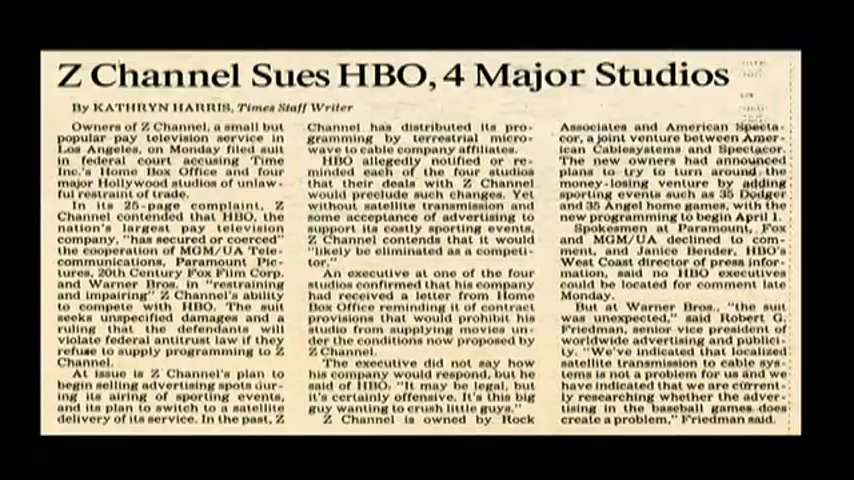 Z Channel Sues HBO, 4 Major Studios
By KATHRYN HARRIS, Times Staff Writer
Owners of Z Channel, a small but
popular pay television service in
Los Angeles, on Monday filed suit
in federal court accusing Time
Inc.'s Home Box Office and four
major Hollywood studios of unlaw-
ful restraint of trade.
In its 25-page complaint, Z
Channel contended that HBO, the
nation's largest pay television
company, "has secured or coerced"
the cooperation of MGM/UA Tele-
communications, Paramount Pic-
tures, 20th Century Fox Film Corp.
and Warner Bros. in "restraining
and impairing" Z Channel's ability
to compete with HBO. The suit
seeks unspecified damages and a
ruling that the defendants will
violate federal antitrust law if they
refuse to supply programming to Z
Channel.
At issue is Z Channel's plan to
begin selling advertising spots dur-
ing its airing of sporting events,
and its plan to switch to a satellite
delivery of its service. In the past, Z
Channel has distributed its pro-
gramming by terrestrial micro-
wave to cable company affiliates.
HBO allegedly notified or re-
minded each of the four studios
that their deals with Z Channel
would preclude such changes. Yet
without satellite transmission and
some acceptance of advertising to
support its costly sporting events,
Z Channel contends that it would
"likely be eliminated as a competi-
tor."
An executive at one of the four
studios confirmed that his company
had received a letter from Home
Box Office reminding it of contract
provisions that would prohibit his
studio from supplying movies un-
der the conditions now proposed by
Z Channel.
The executive did not say how
his company would respond, but he
said of HBO. "It may be legal, but
it's certainly offensive. It's this big
guy wanting to crush little guys."
Z Channel is owned by Rock
Associates and American Specta-
cor, a joint venture between Amer-
ican Cablesystems and Spectacor.
The new owners had announced
plans to try to turn around the
money-losing venture by adding
sporting events such as 35 Dodger
and 35 Angel home games, with the
new programming to begin April 1.
Spokesmen at Paramount, Fox
and MGM/UA declined to com-
ment, and Janice Bender, HBO's
West Coast director of press infor-
mation, said no HBO executives
could be located for comment late
Monday.
But at Warner Bros., "the suit
was unexpected," said Robert G.
Friedman, senior vice president of
worldwide advertising and publici-
ty. "We've indicated that localized
satellite transmission to cable sys-
tems is not a problem for us and we
have indicated that we are current-
ly researching whether the adver-
tising in the baseball games does
create a problem," Friedman said.